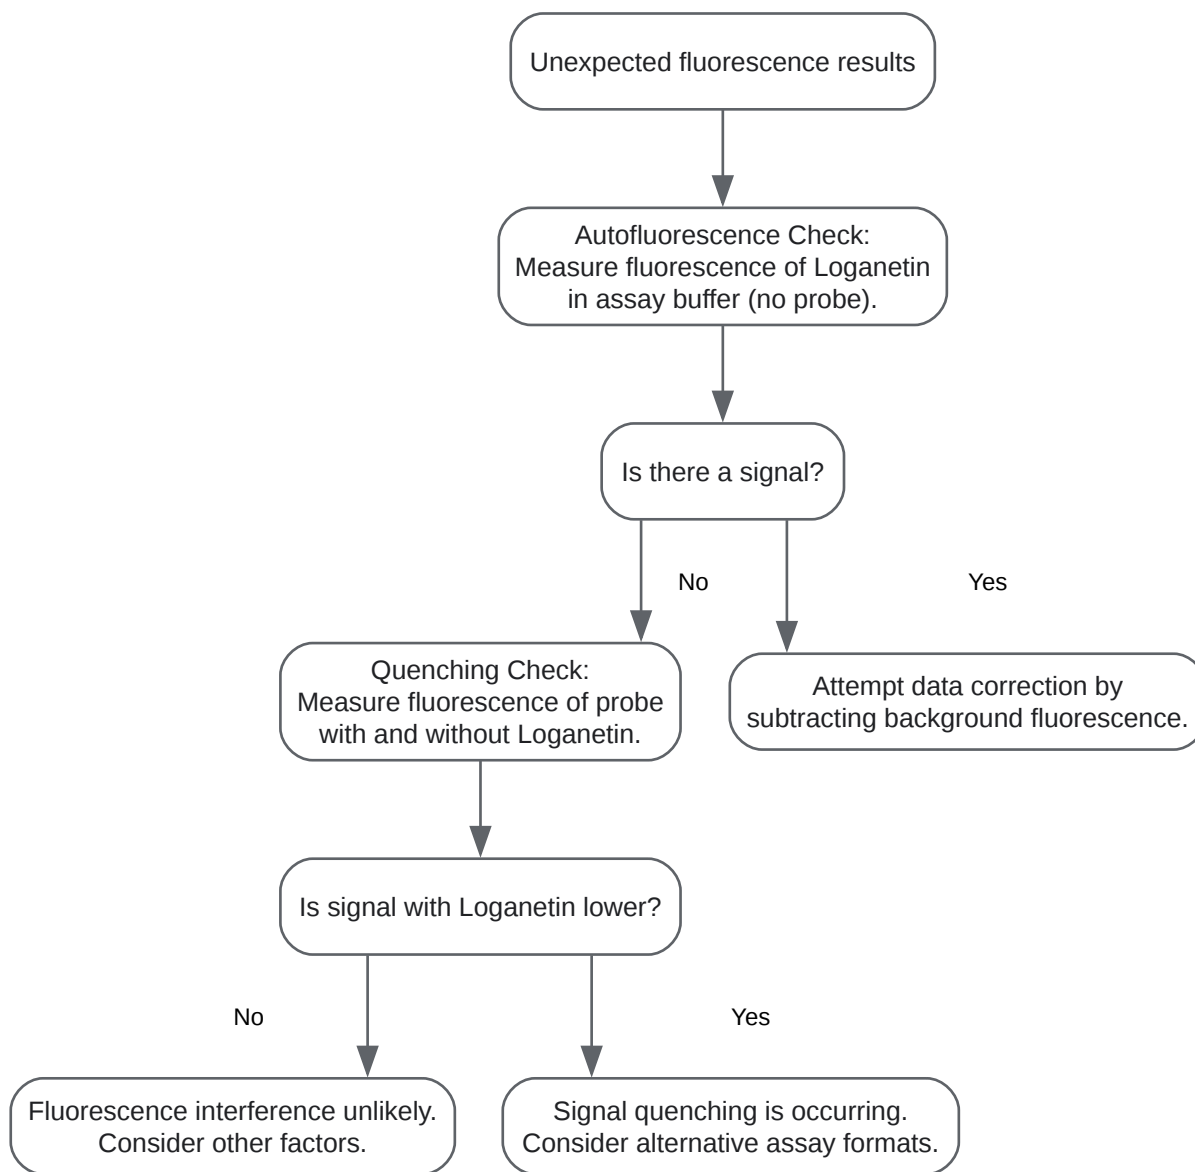 Unexpected fluorescence results
Autofluorescence Check:
Measure fluorescence of Loganetin
in assay buffer (no probe).
Is there a signal?
No
Yes
Quenching Check:
Measure fluorescence of probe
with and without Loganetin.
Attempt data correction by
subtracting background fluorescence.
Is signal with Loganetin lower?
No
Yes
Fluorescence interference unlikely.
Consider other factors.
Signal quenching is occurring.
Consider alternative assay formats.